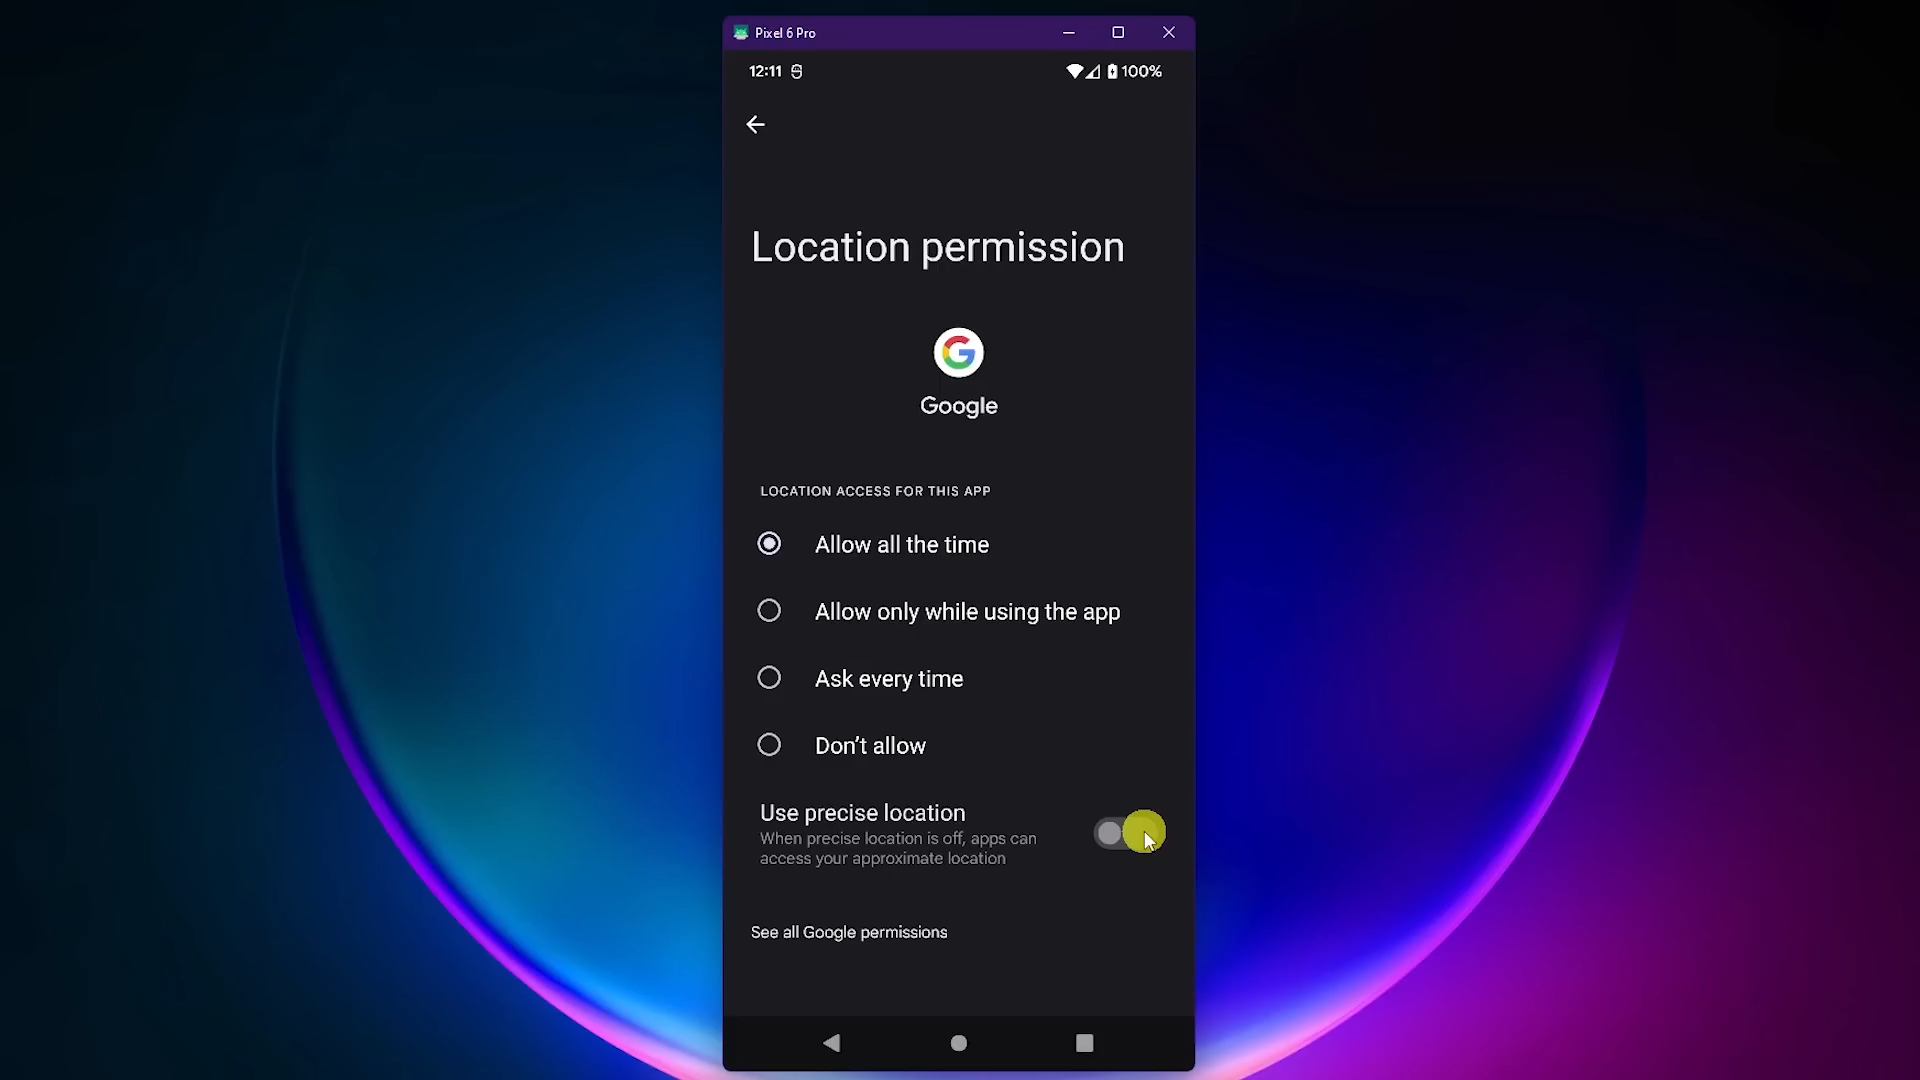 Pixel 6 Pro
12:11
100%
Location permission
Google
LOCATION ACCESS FOR THIS APP
Allow all the time
Allow only while using the app
Ask every time
Don't allow
Use precise location
When precise location is off, apps can
access your approximate location
See all Google permissions